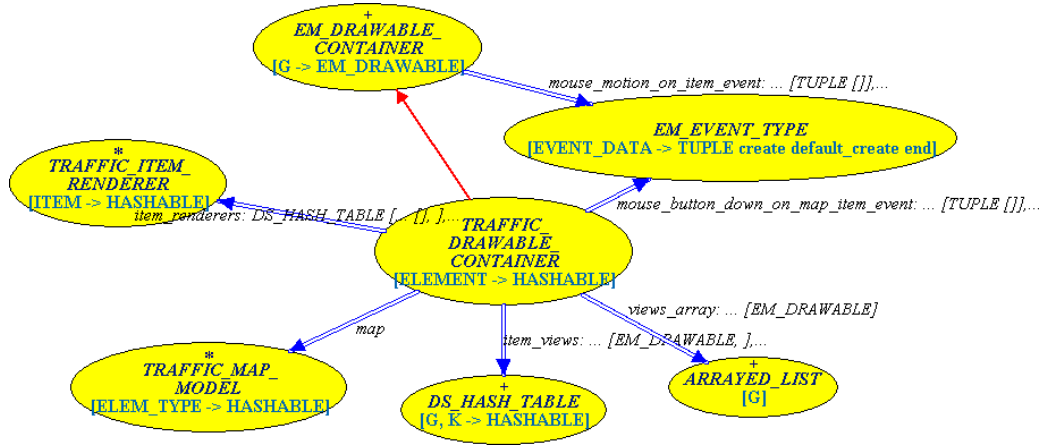 +
EM_DRAWABLE_
CONTAINER
[G -> EM_DRAWABLE]
mouse_motion_on_item_event: ... [TUPLE []],...
EM_EVENT_TYPE
[EVENT_DATA -> TUPLE create default_create end]
*
TRAFFIC_ITEM_
RENDERER
[ITEM -> HASHABLE]
item_renderers: DS_HASH_TABLE [... [], ],...
mouse_button_down_on_map_item_event: ... [TUPLE []],...
TRAFFIC_
DRAWABLE_
CONTAINER
[ELEMENT -> HASHABLE]
views_array: ... [EM_DRAWABLE]
map
item_views: ... [EM_DRAWABLE, ],...
*
TRAFFIC_MAP_
MODEL
[ELEM_TYPE -> HASHABLE]
+
DS_HASH_TABLE
[G, K -> HASHABLE]
+
ARRAYED_LIST
[G]